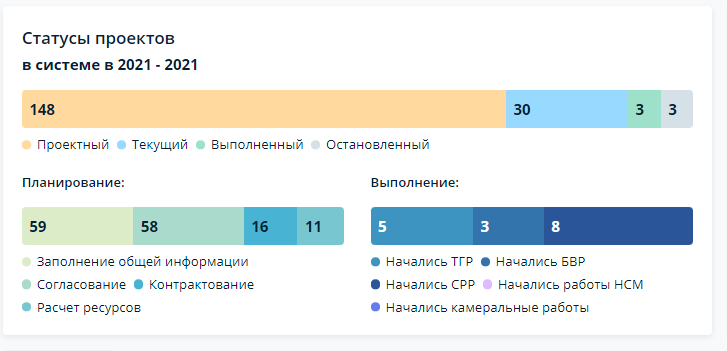 Статусы проектов
в системе в 2021 - 2021
148 30 3 3
Проектный Текущий Выполненный Остановленный
Планирование:
59 58 16 11
Заполнение общей информации
Согласование Контрактование
Расчет ресурсов
Выполнение:
5 3 8
Начались ТГР Начались БВР
Начались СРР Начались работы НСМ
Начались камеральные работы